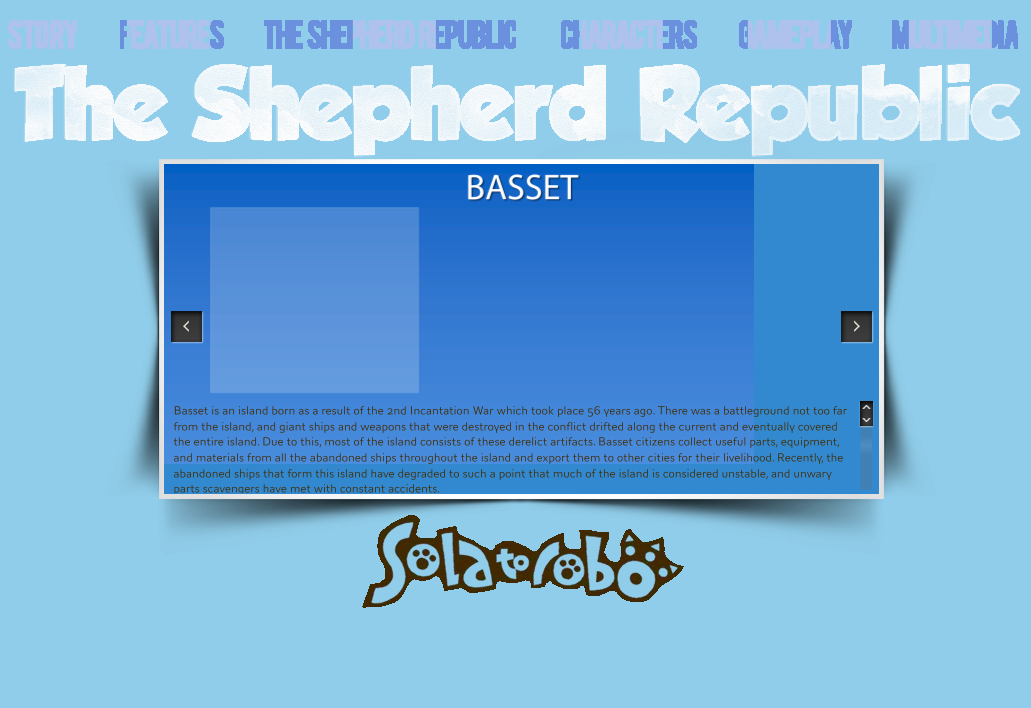 STORY FEATURES THE SHEPHERD REPUBLIC CHARACTERS GAMEPLAY MULTIMEDIA
The Shepherd Republic
BASSET
Basset is an island born as a result of the 2nd Incantation War which took place 56 years ago. There was a battleground not too far
from the island, and giant ships and weapons that were destroyed in the conflict drifted along the current and eventually covered
the entire island. Due to this, most of the island consists of these derelict artifacts. Basset citizens collect useful parts, equipment,
and materials from all the abandoned ships throughout the island and export them to other cities for their livelihood. Recently, the
abandoned ships that form this island have degraded to such a point that much of the island is considered unstable, and unwary
parts scavengers have met with constant accidents.
Solatorobo